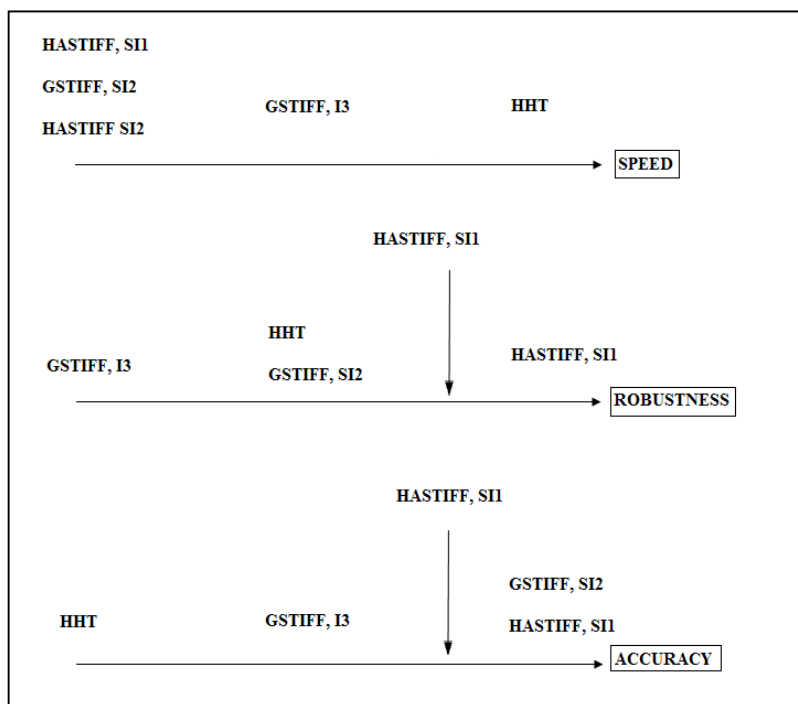 HASTIFF, SI1
GSTIFF, SI2
HASTIFF SI2
GSTIFF, I3
HHT
SPEED
HASTIFF, SI1
GSTIFF, I3
HHT
GSTIFF, SI2
HASTIFF, SI1
ROBUSTNESS
HASTIFF, SI1
HHT
GSTIFF, I3
GSTIFF, SI2
HASTIFF, SI1
ACCURACY